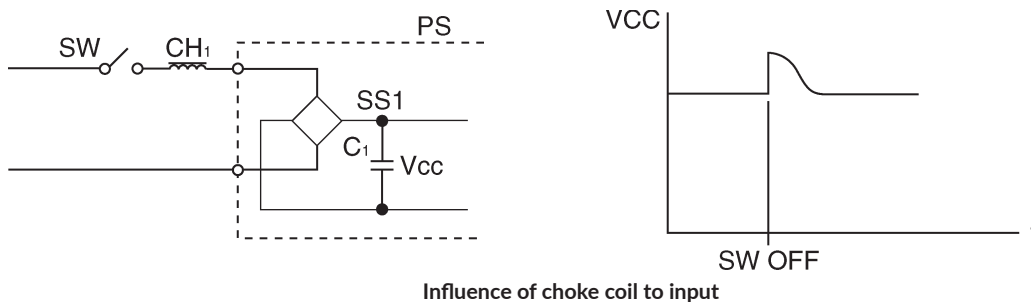 PS
SW
CH1
SS1
C1
Vcc
VCC
SW OFF
Influence of choke coil to input